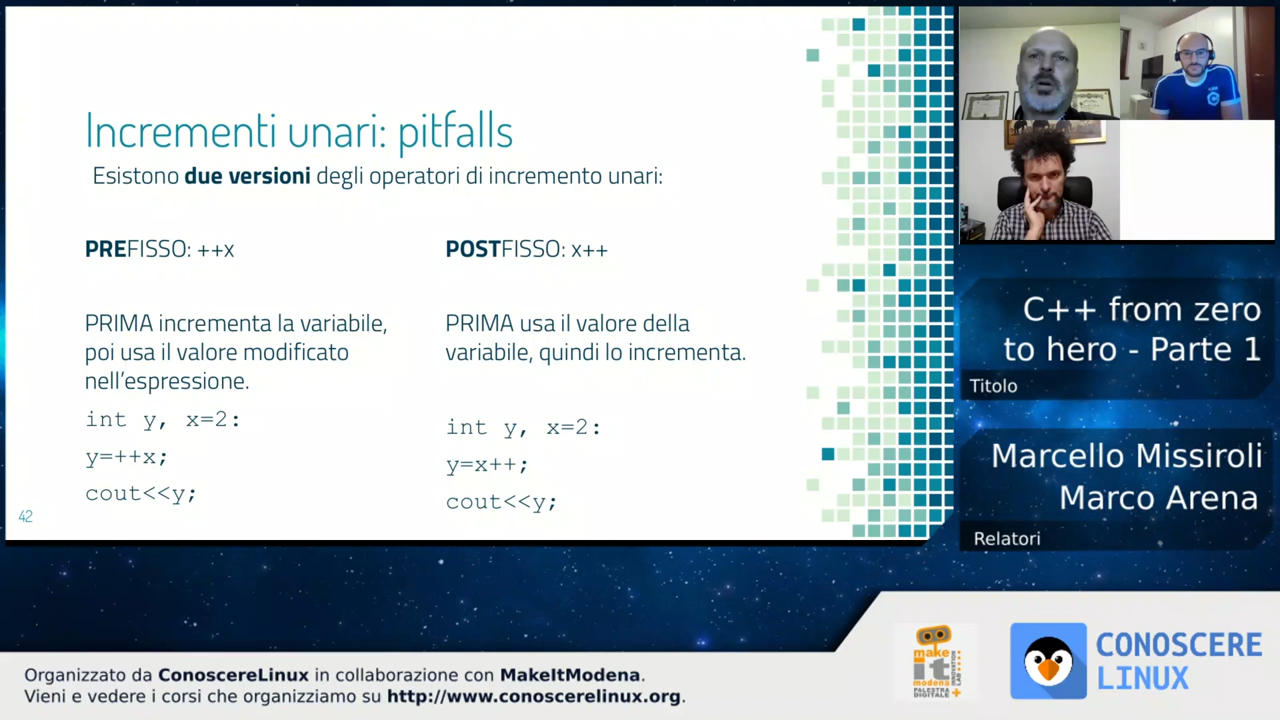 Incrementi unari: pitfalls
Esistono due versioni degli operatori di incremento unari:
PREFISSO: ++x
PRIMA incrementa la variabile,
poi usa il valore modificato
nell'espressione.
int y, x=2:
y=++x;
cout<<y;
POSTFISSO: x++
PRIMA usa il valore della
variabile, quindi lo incrementa.
int y, x=2:
y=x++;
cout<<y;
42
C++ from zero
to hero - Parte 1
Titolo
Marcello Missiroli
Marco Arena
Relatori
make
it
modena
PALESTRA
DIGITALE
CONOSCERE
LINUX
Organizzato da ConoscereLinux in collaborazione con MakeItModena.
Vieni e vedere i corsi che organizziamo su http://www.conoscerelinux.org.